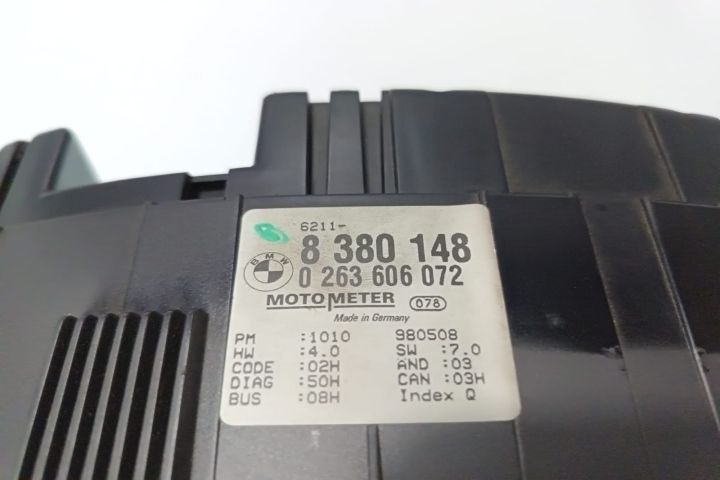 6211-
8 380 148
BMW
0 263 606 072
MOTOMETER 078
Made in Germany
PM :1010 980508
HW :4.0 SW :7.0
CODE :02H AND :03
DIAG :50H CAN :03H
BUS :08H Index Q